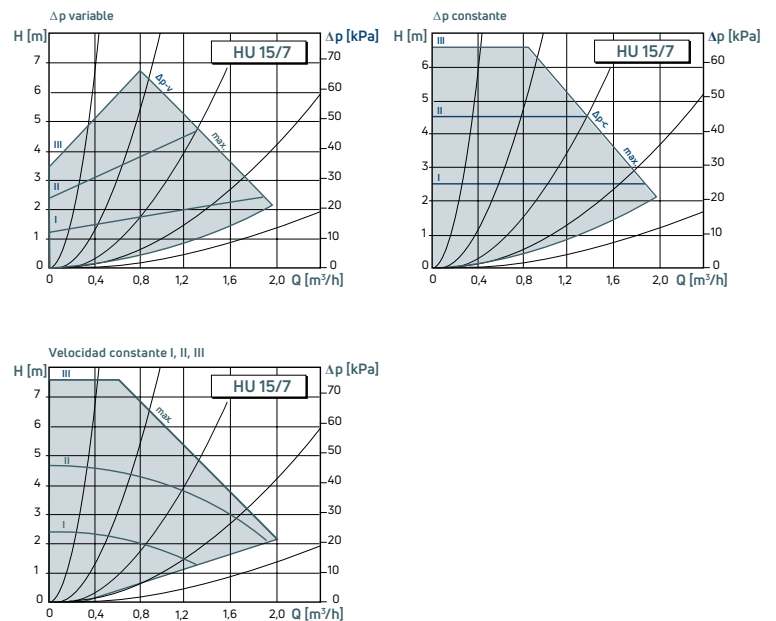 Δp variable
H [m]
Δp [kPa]
HU 15/7
7
6
5
4
3
2
1
0
70
60
50
40
30
20
10
0
III
II
I
Δp-v
max.
0 0,4 0,8 1,2 1,6 2,0 Q [m³/h]
Δp constante
H [m]
Δp [kPa]
HU 15/7
6
5
4
3
2
1
0
60
50
40
30
20
10
0
III
II
I
Δp-c
max.
0 0,4 0,8 1,2 1,6 2,0 Q [m³/h]
Velocidad constante I, II, III
H [m]
Δp [kPa]
HU 15/7
7
6
5
4
3
2
1
0
70
60
50
40
30
20
10
0
III
II
I
max.
0 0,4 0,8 1,2 1,6 2,0 Q [m³/h]